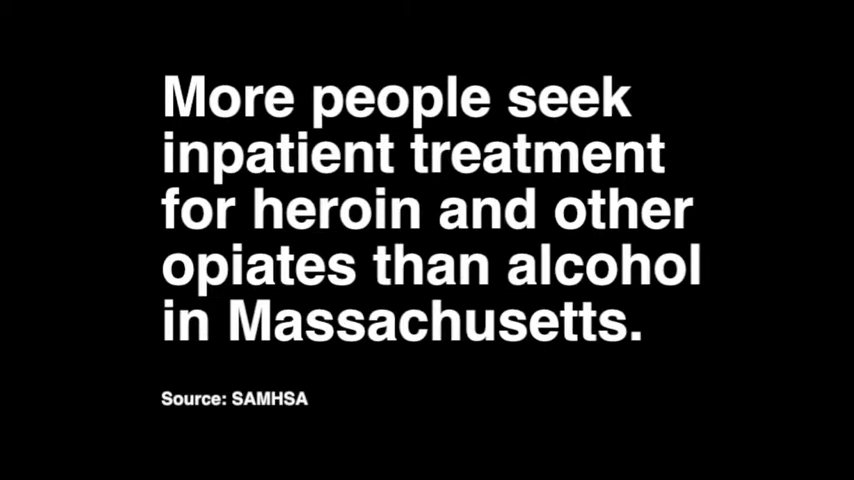 More people seek
inpatient treatment
for heroin and other
opiates than alcohol
in Massachusetts.
Source: SAMHSA